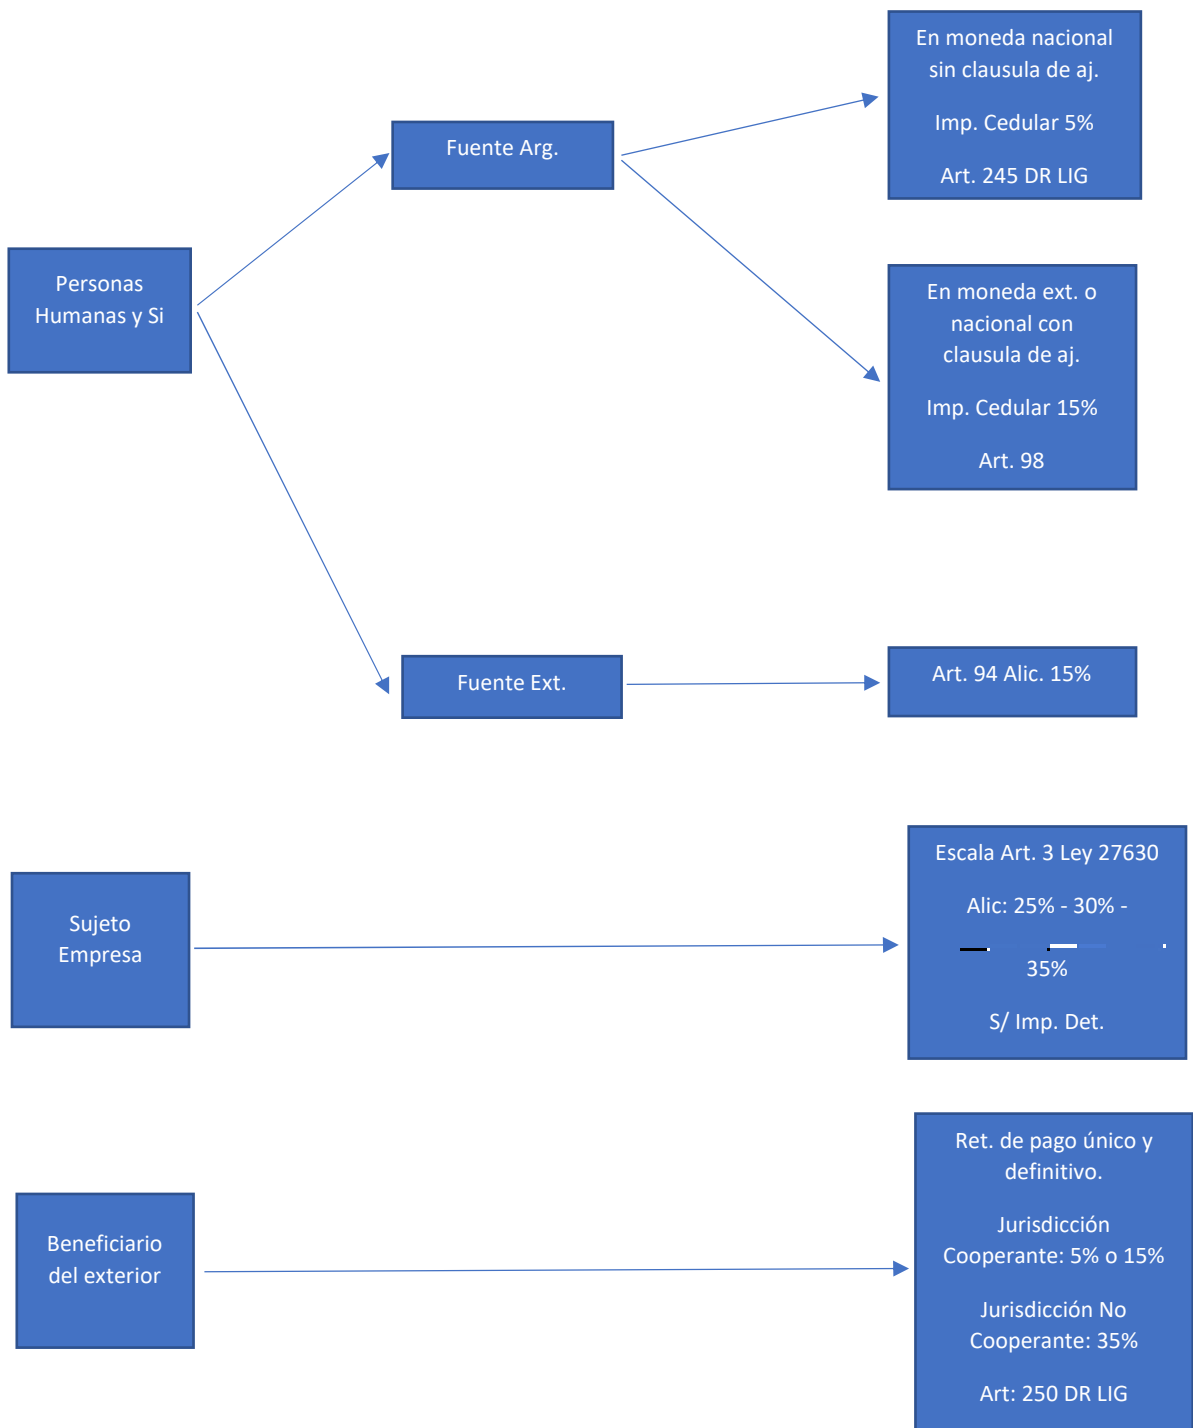 En moneda nacional
sin clausula de aj.
Imp. Cedular 5%
Art. 245 DR LIG
Fuente Arg.
Personas
Humanas y Si
En moneda ext. o
nacional con
clausula de aj.
Imp. Cedular 15%
Art. 98
Fuente Ext.
Art. 94 Alic. 15%
Sujeto
Empresa
Escala Art. 3 Ley 27630
Alic: 25% - 30% -
35%
S/ Imp. Det.
Beneficiario
del exterior
Ret. de pago único y
definitivo.
Jurisdicción
Cooperante: 5% o 15%
Jurisdicción No
Cooperante: 35%
Art: 250 DR LIG